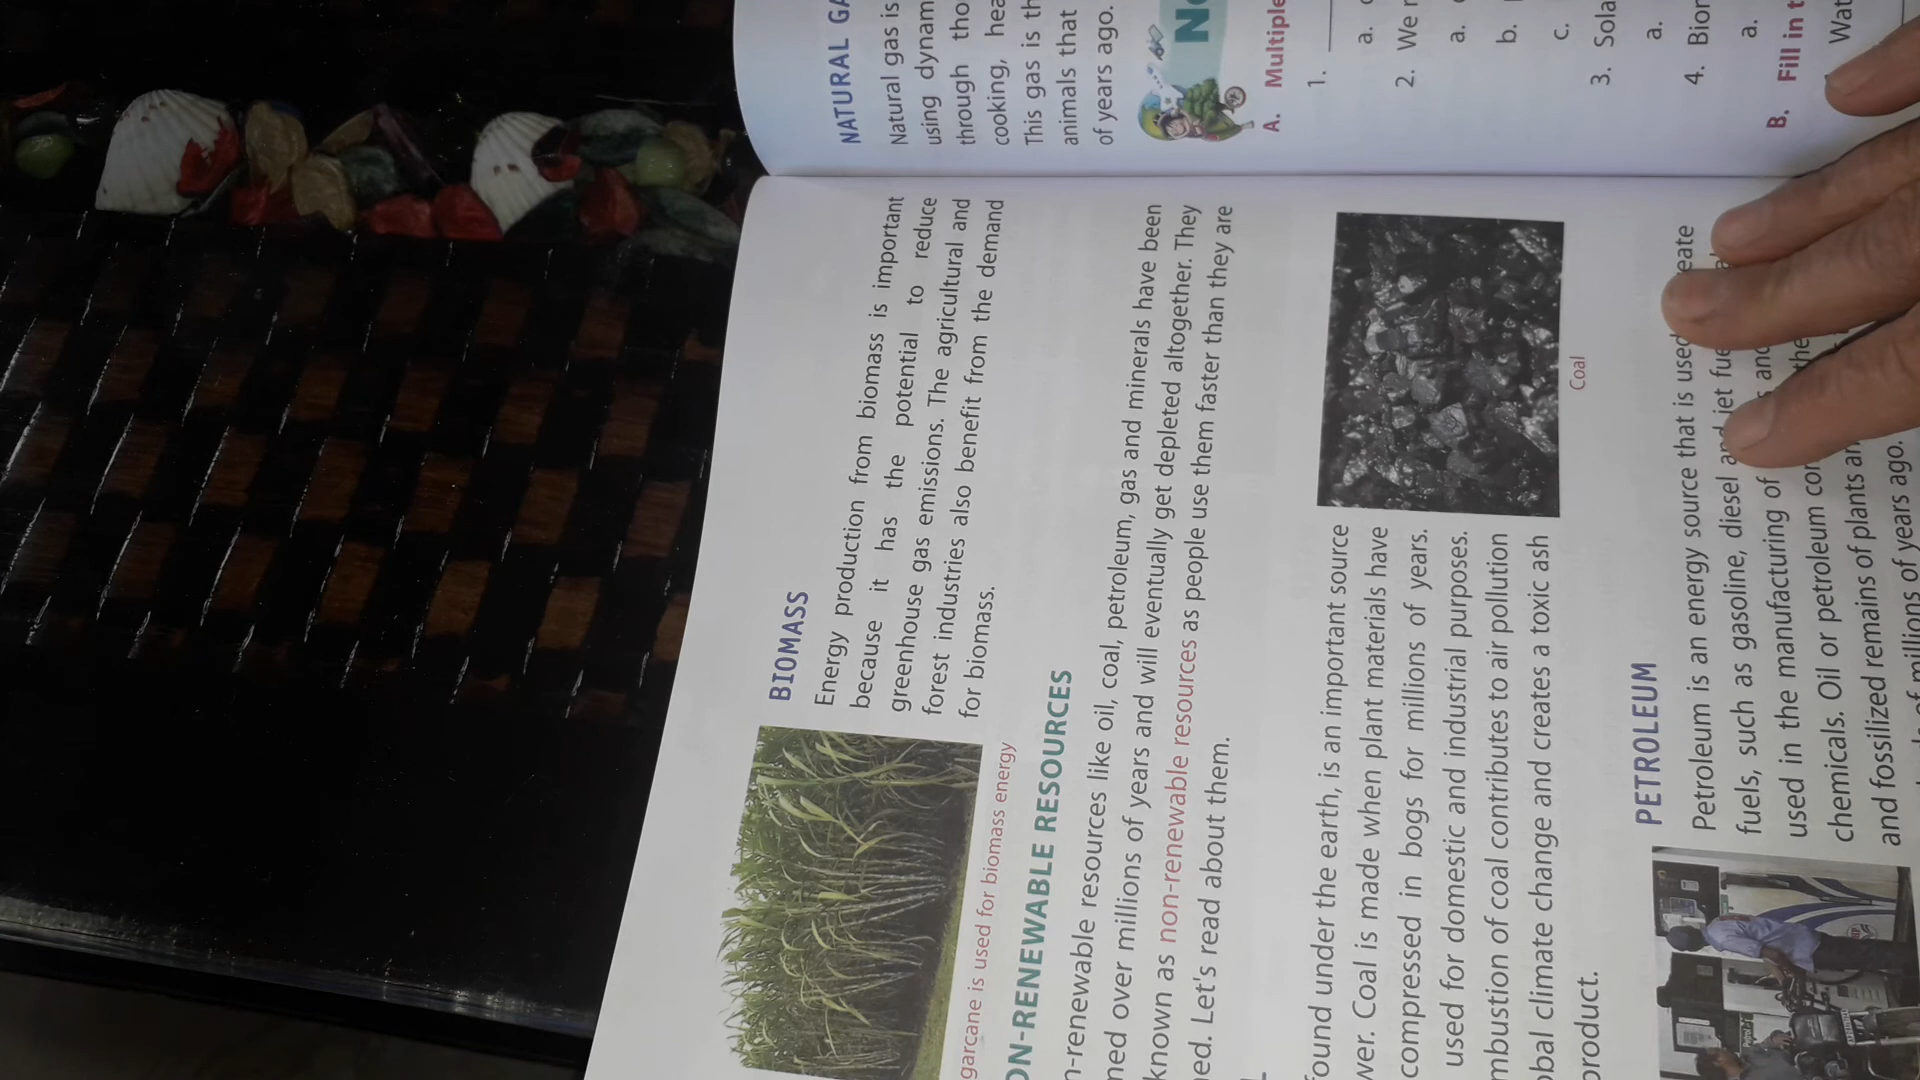 BIOMASS
Energy production from biomass is important
because it has the potential to reduce
greenhouse gas emissions. The agricultural and
forest industries also benefit from the demand
for biomass.
garcane is used for biomass energy
ON-RENEWABLE RESOURCES
n-renewable resources like oil, coal, petroleum, gas and minerals have been
ned over millions of years and will eventually get depleted altogether. They
known as non-renewable resources as people use them faster than they are
ed. Let's read about them.
found under the earth, is an important source
wer. Coal is made when plant materials have
compressed in bogs for millions of years.
used for domestic and industrial purposes.
mbustion of coal contributes to air pollution
obal climate change and creates a toxic ash
product.
Coal
PETROLEUM
Petroleum is an energy source that is used eate
fuels, such as gasoline, diesel and jet fue
used in the manufacturing of and
chemicals. Oil or petroleum the
and fossilized remains of plants
of millions of years ago.
NATURAL GA
Natural gas is
using dynam
through tho
cooking, hea
This gas is th
animals that
of years ago.
A. Multiple
1.
a.
2. We
a.
b.
c.
3. Sola
a.
4. Bion
a.
B. Fill in t
Wat